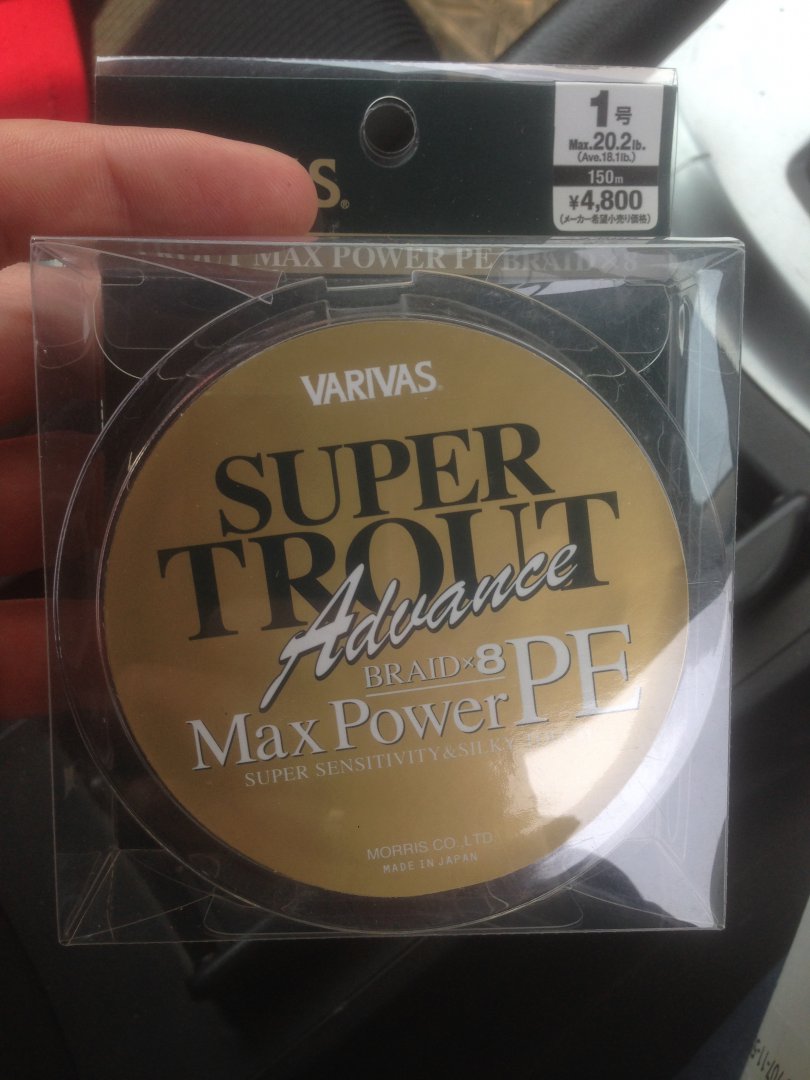 1号
Max.20.2lb.
(Ave.18.1lb.)
150m
¥4,800
(メーカー希望小売り価格)
MAX POWER PE BRAID×8
VARIVAS®
SUPER
TROUT
Advance
BRAID×8
Max Power PE
SUPER SENSITIVITY & SILKY
MORRIS CO.,LTD.
MADE IN JAPAN